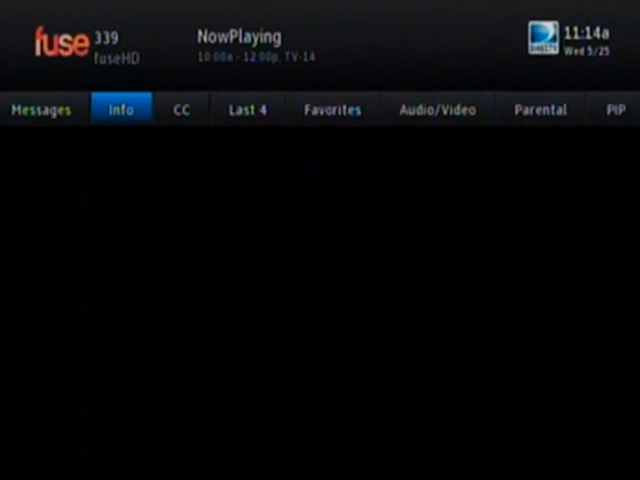 fuse 339 fuseHD
NowPlaying
10:00a - 12:00p, TV-14
DIRECTV
11:14a
Wed 5/25
Messages Info CC Last 4 Favorites Audio/Video Parental PIP